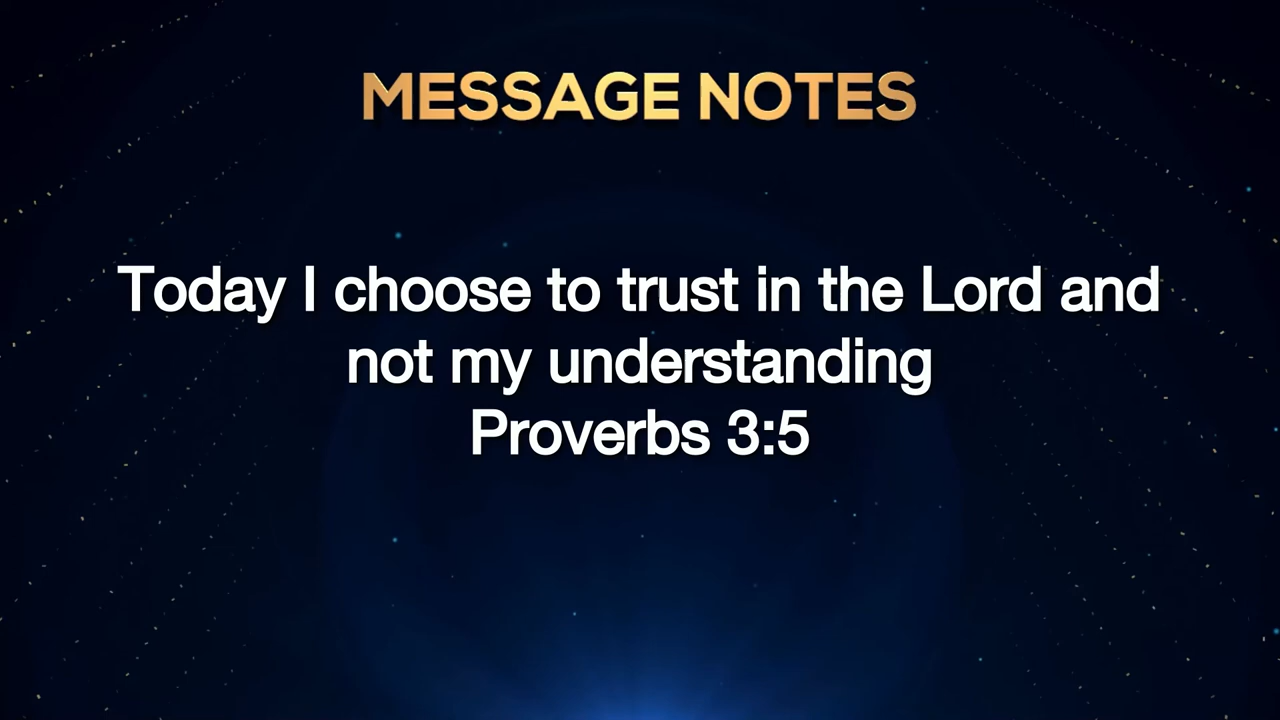 MESSAGE NOTES
Today I choose to trust in the Lord and
not my understanding
Proverbs 3:5